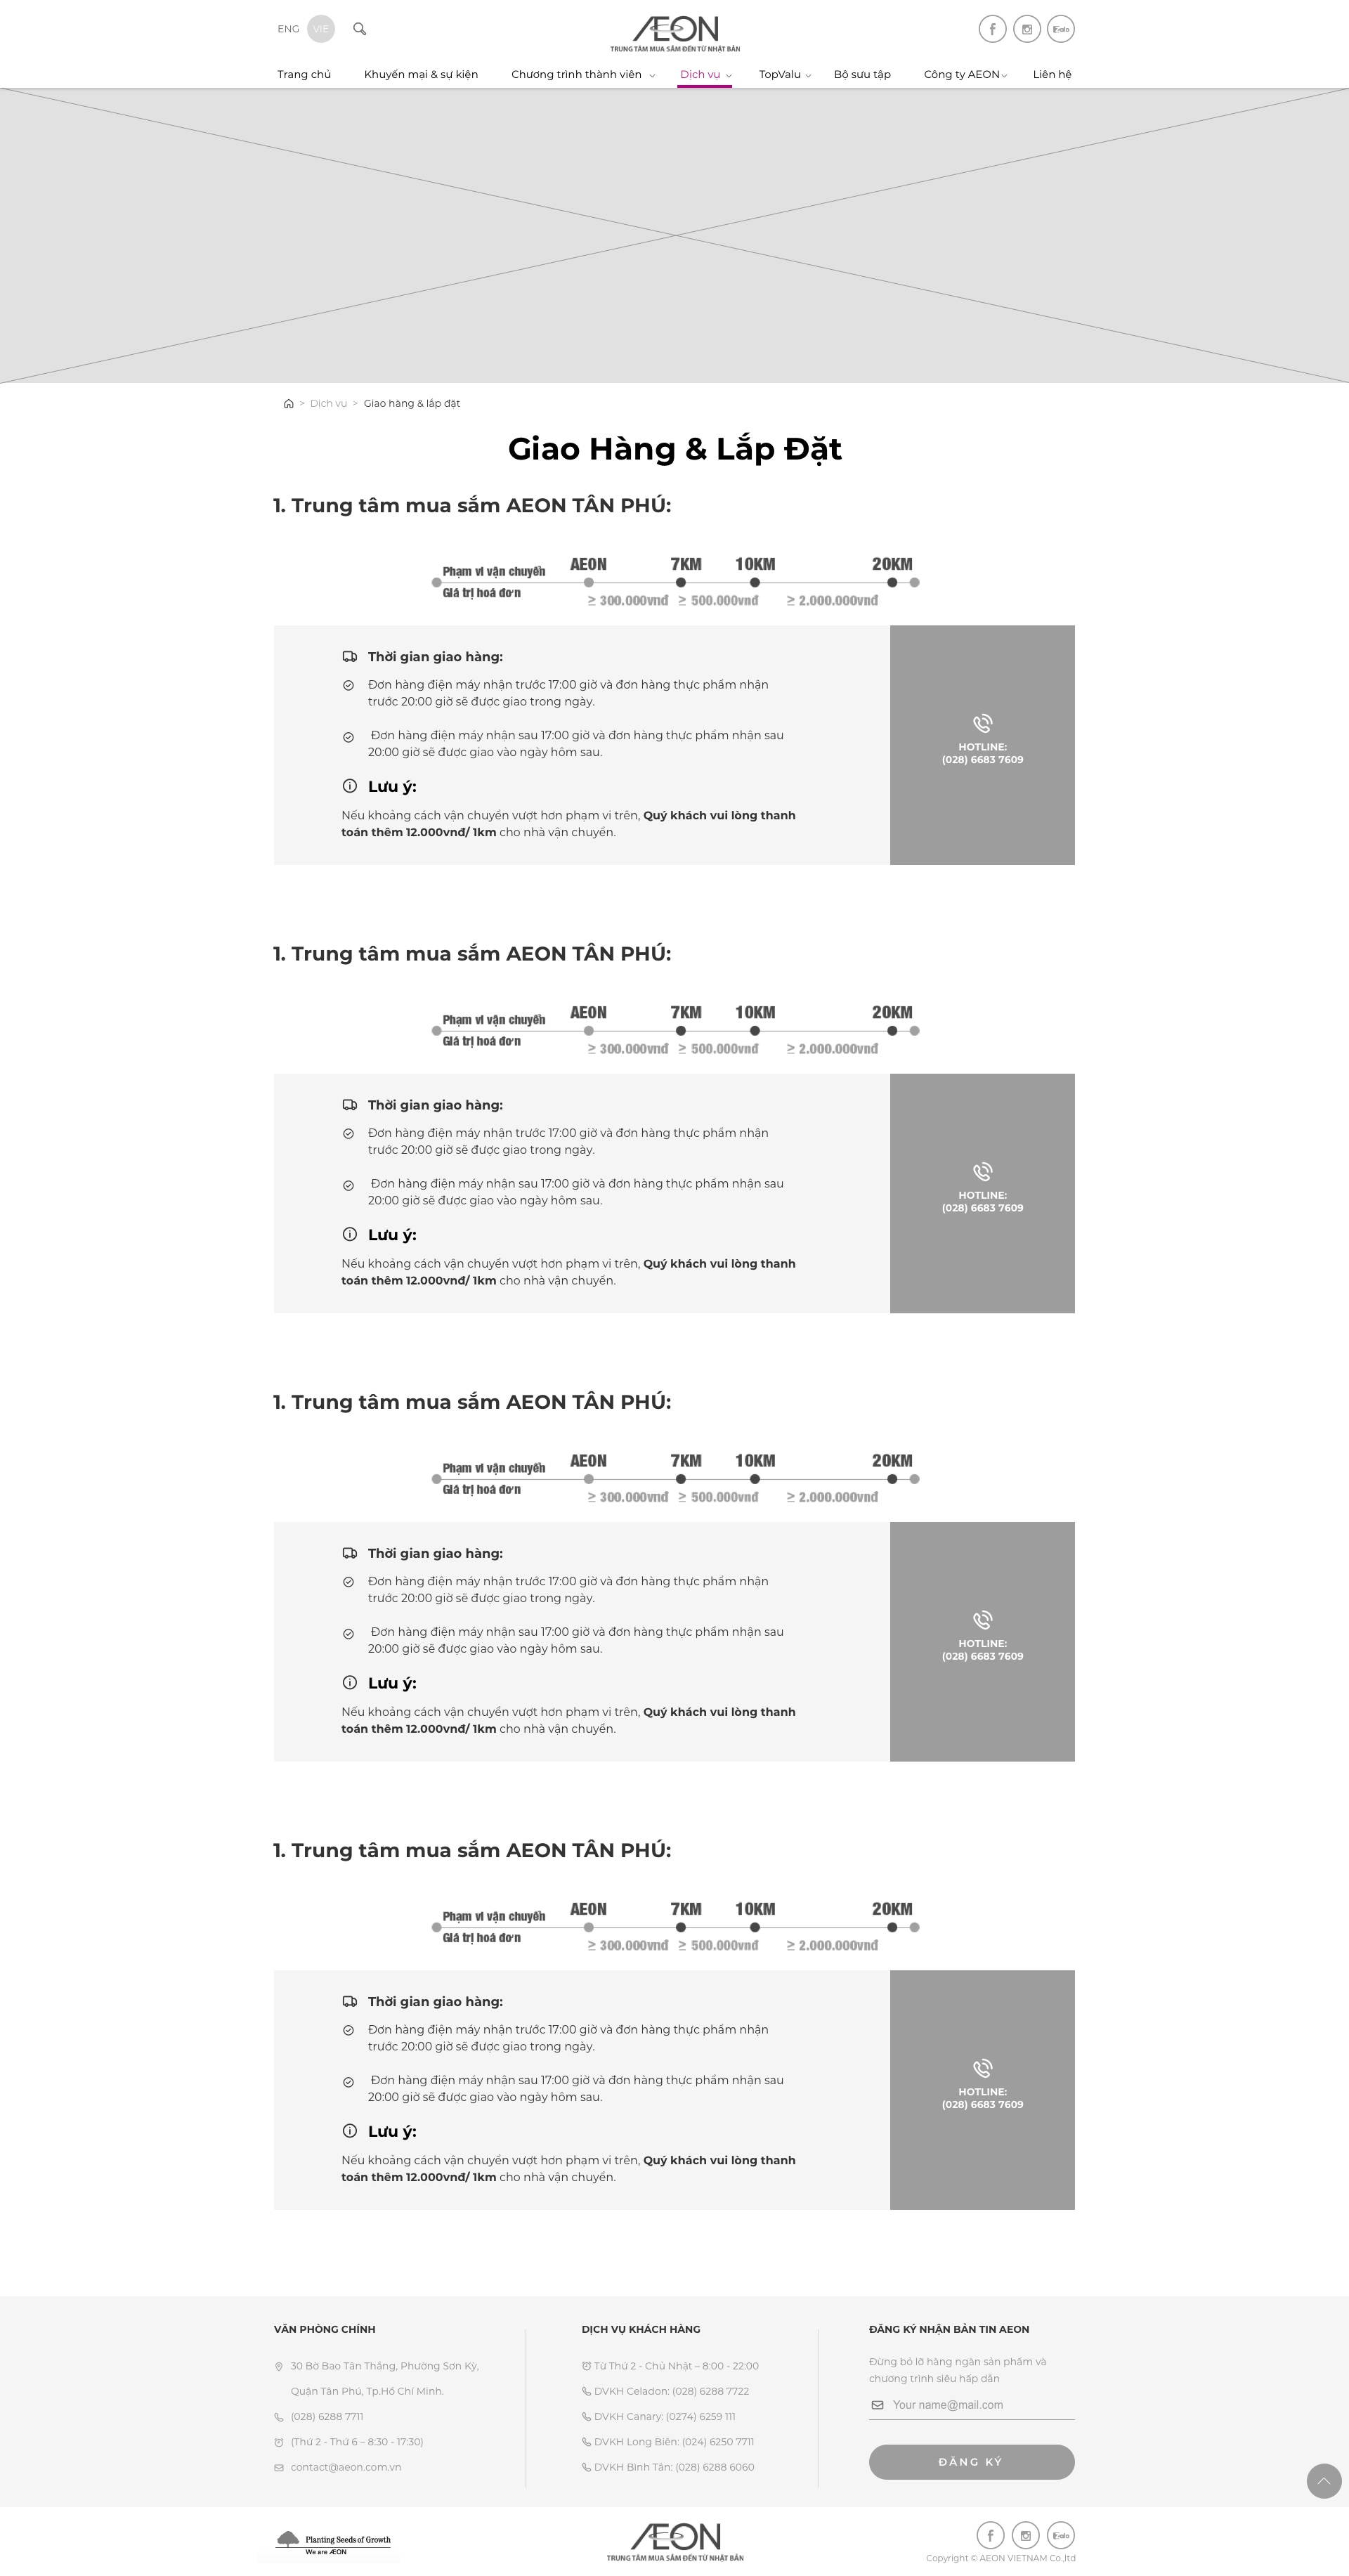 ENG VIE
ÆON
TRUNG TÂM MUA SẮM ĐẾN TỪ NHẬT BẢN
Zalo
Trang chủ Khuyến mại & sự kiện Chương trình thành viên Dịch vụ TopValu Bộ sưu tập Công ty AEON Liên hệ
> Dịch vụ > Giao hàng & lắp đặt
Giao Hàng & Lắp Đặt
1. Trung tâm mua sắm AEON TÂN PHÚ:
Phạm vi vận chuyển AEON 7KM 10KM 20KM
Giá trị hoá đơn ≥ 300.000vnđ ≥ 500.000vnđ ≥ 2.000.000vnđ
Thời gian giao hàng:
Đơn hàng điện máy nhận trước 17:00 giờ và đơn hàng thực phẩm nhận
trước 20:00 giờ sẽ được giao trong ngày.
Đơn hàng điện máy nhận sau 17:00 giờ và đơn hàng thực phẩm nhận sau
20:00 giờ sẽ được giao vào ngày hôm sau.
Lưu ý:
Nếu khoảng cách vận chuyển vượt hơn phạm vi trên, Quý khách vui lòng thanh
toán thêm 12.000vnđ/ 1km cho nhà vận chuyển.
HOTLINE:
(028) 6683 7609
1. Trung tâm mua sắm AEON TÂN PHÚ:
Phạm vi vận chuyển AEON 7KM 10KM 20KM
Giá trị hoá đơn ≥ 300.000vnđ ≥ 500.000vnđ ≥ 2.000.000vnđ
Thời gian giao hàng:
Đơn hàng điện máy nhận trước 17:00 giờ và đơn hàng thực phẩm nhận
trước 20:00 giờ sẽ được giao trong ngày.
Đơn hàng điện máy nhận sau 17:00 giờ và đơn hàng thực phẩm nhận sau
20:00 giờ sẽ được giao vào ngày hôm sau.
Lưu ý:
Nếu khoảng cách vận chuyển vượt hơn phạm vi trên, Quý khách vui lòng thanh
toán thêm 12.000vnđ/ 1km cho nhà vận chuyển.
HOTLINE:
(028) 6683 7609
1. Trung tâm mua sắm AEON TÂN PHÚ:
Phạm vi vận chuyển AEON 7KM 10KM 20KM
Giá trị hoá đơn ≥ 300.000vnđ ≥ 500.000vnđ ≥ 2.000.000vnđ
Thời gian giao hàng:
Đơn hàng điện máy nhận trước 17:00 giờ và đơn hàng thực phẩm nhận
trước 20:00 giờ sẽ được giao trong ngày.
Đơn hàng điện máy nhận sau 17:00 giờ và đơn hàng thực phẩm nhận sau
20:00 giờ sẽ được giao vào ngày hôm sau.
Lưu ý:
Nếu khoảng cách vận chuyển vượt hơn phạm vi trên, Quý khách vui lòng thanh
toán thêm 12.000vnđ/ 1km cho nhà vận chuyển.
HOTLINE:
(028) 6683 7609
1. Trung tâm mua sắm AEON TÂN PHÚ:
Phạm vi vận chuyển AEON 7KM 10KM 20KM
Giá trị hoá đơn ≥ 300.000vnđ ≥ 500.000vnđ ≥ 2.000.000vnđ
Thời gian giao hàng:
Đơn hàng điện máy nhận trước 17:00 giờ và đơn hàng thực phẩm nhận
trước 20:00 giờ sẽ được giao trong ngày.
Đơn hàng điện máy nhận sau 17:00 giờ và đơn hàng thực phẩm nhận sau
20:00 giờ sẽ được giao vào ngày hôm sau.
Lưu ý:
Nếu khoảng cách vận chuyển vượt hơn phạm vi trên, Quý khách vui lòng thanh
toán thêm 12.000vnđ/ 1km cho nhà vận chuyển.
HOTLINE:
(028) 6683 7609
VĂN PHÒNG CHÍNH
30 Bờ Bao Tân Thắng, Phường Sơn Kỳ,
Quận Tân Phú, Tp.Hồ Chí Minh.
(028) 6288 7711
(Thứ 2 - Thứ 6 – 8:30 - 17:30)
contact@aeon.com.vn
DỊCH VỤ KHÁCH HÀNG
Từ Thứ 2 - Chủ Nhật – 8:00 - 22:00
DVKH Celadon: (028) 6288 7722
DVKH Canary: (0274) 6259 111
DVKH Long Biên: (024) 6250 7711
DVKH Bình Tân: (028) 6288 6060
ĐĂNG KÝ NHẬN BẢN TIN AEON
Đừng bỏ lỡ hàng ngàn sản phẩm và
chương trình siêu hấp dẫn
Your name@mail.com
ĐĂNG KÝ
Planting Seeds of Growth
We are ÆON
ÆON
TRUNG TÂM MUA SẮM ĐẾN TỪ NHẬT BẢN
Zalo
Copyright © AEON VIETNAM Co.,ltd